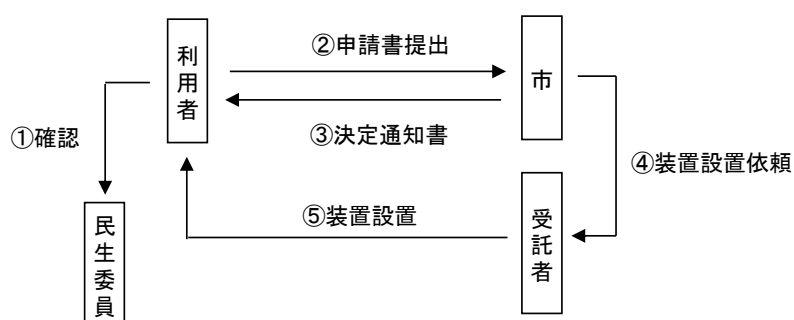 利用者
②申請書提出
市
①確認
③決定通知書
④装置設置依頼
⑤装置設置
民生委員
受託者